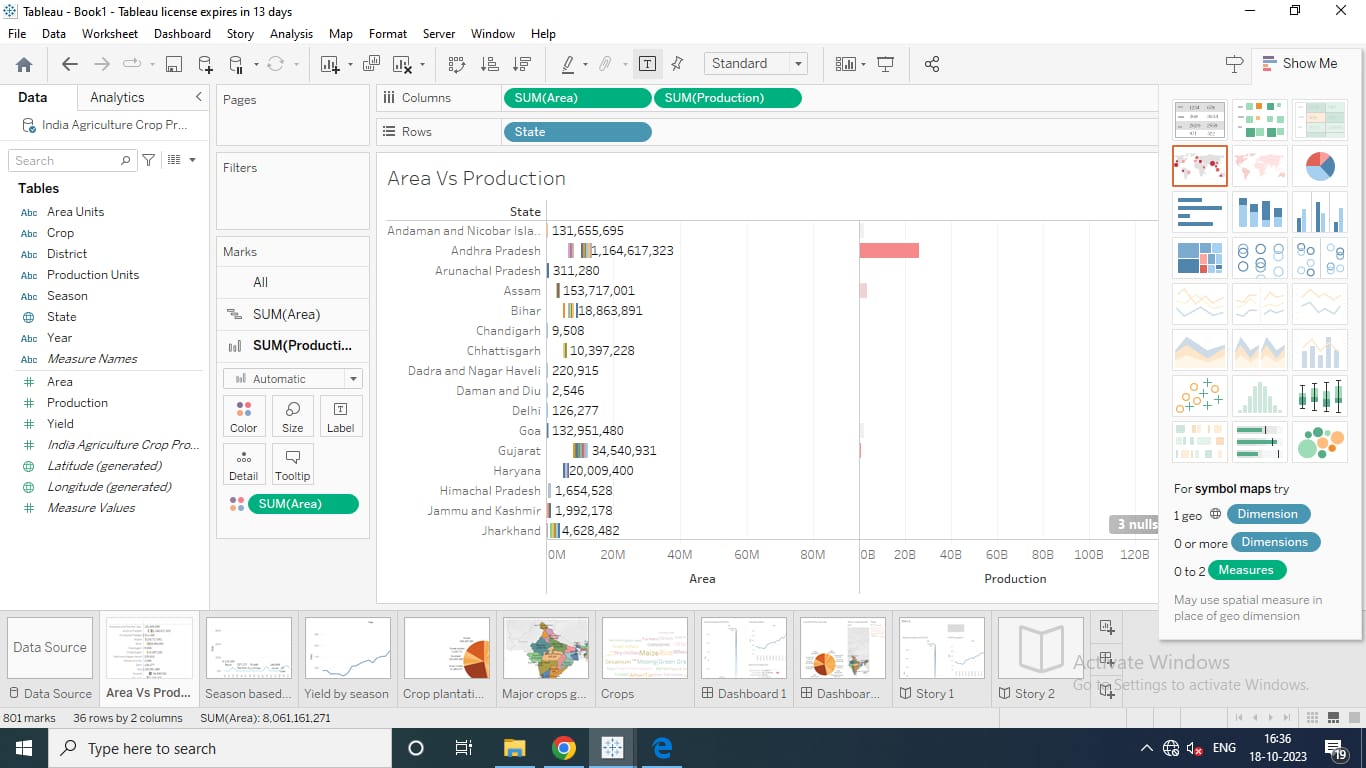 Tableau - Book1 - Tableau license expires in 13 days
File Data Worksheet Dashboard Story Analysis Map Format Server Window Help
Standard
Show Me
Data Analytics
India Agriculture Crop Pr...
Search
Tables
Abc Area Units
Abc Crop
Abc District
Abc Production Units
Abc Season
State
Abc Year
Abc Measure Names
Area
Production
Yield
India Agriculture Crop Pro...
Latitude (generated)
Longitude (generated)
Measure Values
Pages
Filters
Marks
All
SUM(Area)
SUM(Producti...
Automatic
Color Size Label
Detail Tooltip
SUM(Area)
Columns SUM(Area) SUM(Production)
Rows State
Area Vs Production
State
Andaman and Nicobar Isla.. 131,655,695
Andhra Pradesh 1,164,617,323
Arunachal Pradesh 311,280
Assam 153,717,001
Bihar 18,863,891
Chandigarh 9,508
Chhattisgarh 10,397,228
Dadra and Nagar Haveli 220,915
Daman and Diu 2,546
Delhi 126,277
Goa 132,951,480
Gujarat 34,540,931
Haryana 20,009,400
Himachal Pradesh 1,654,528
Jammu and Kashmir 1,992,178
Jharkhand 4,628,482
3 nulls
0M 20M 40M 60M 80M 0B 20B 40B 60B 80B 100B 120B
Area Production
For symbol maps try
1 geo Dimension
0 or more Dimensions
0 to 2 Measures
May use spatial measure in
place of geo dimension
Data Source
Data Source Area Vs Prod... Season based... Yield by season Crop plantati... Major crops g... Crops Dashboard 1 Dashboar... Story 1 Story 2
Activate Windows
Go to Settings to activate Windows.
801 marks 36 rows by 2 columns SUM(Area): 8,061,161,271
Type here to search
ENG
16:36
18-10-2023
19